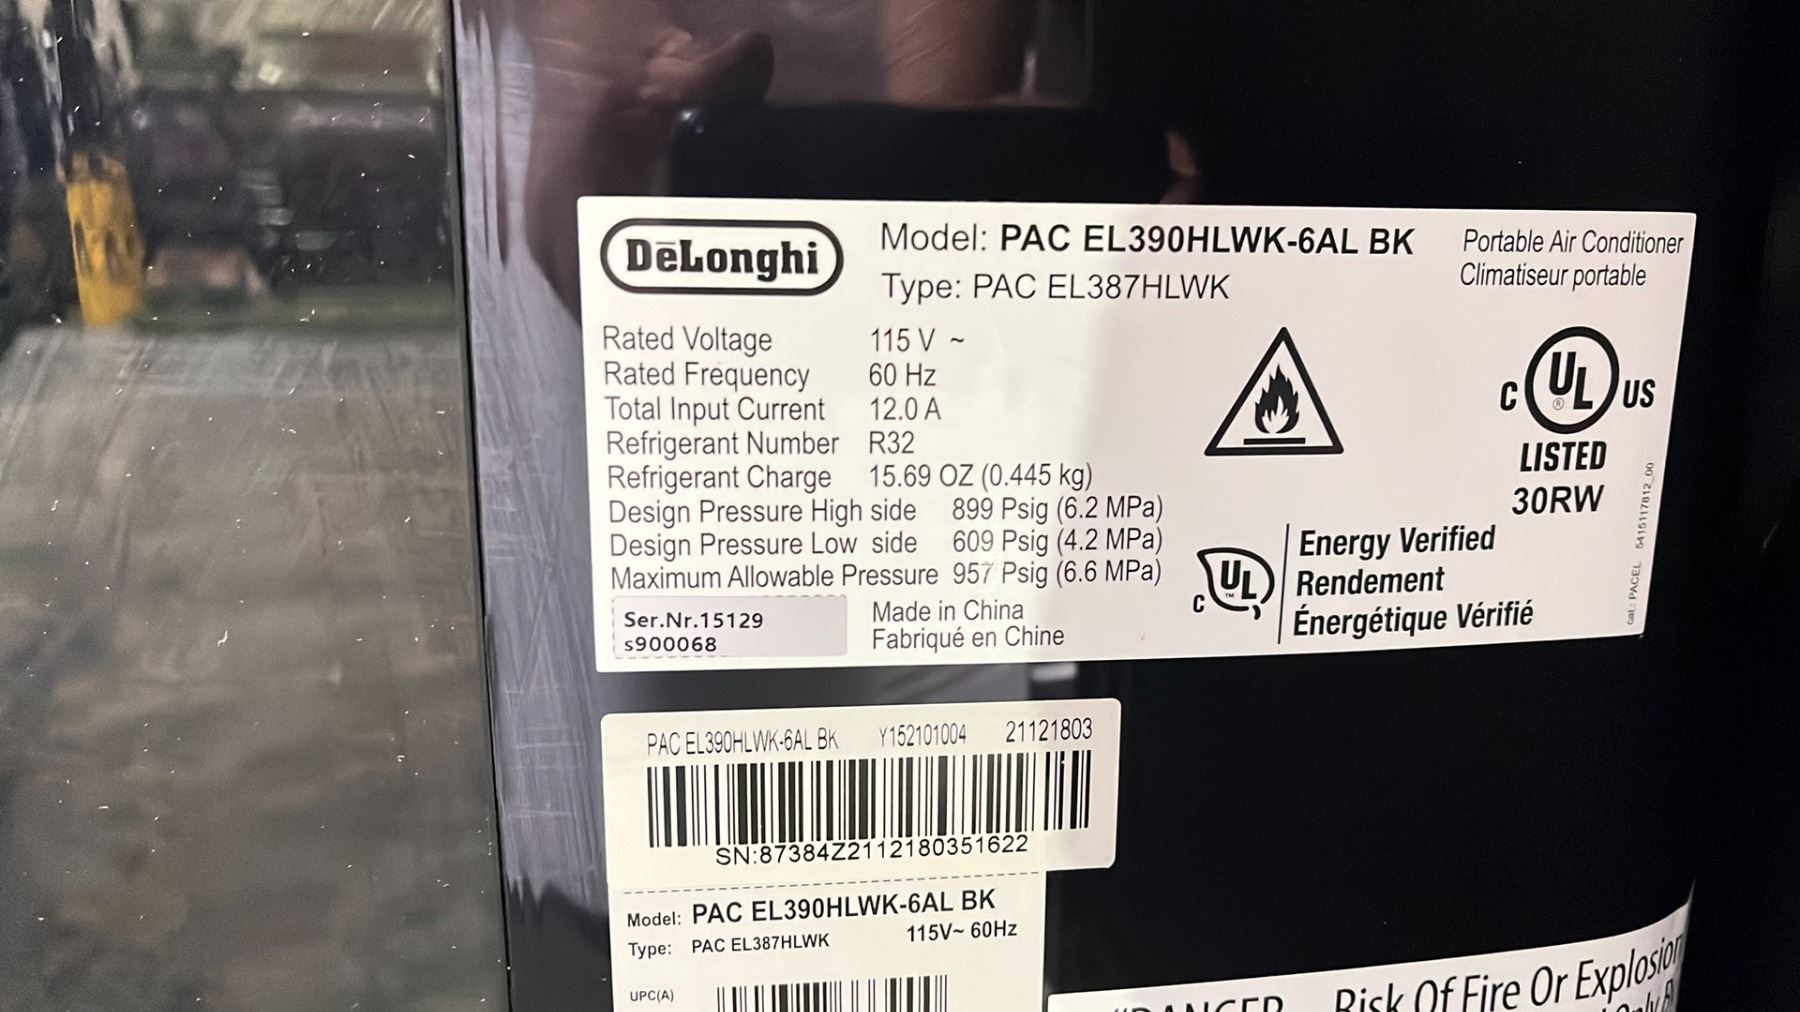 DeLonghi
Model: PAC EL390HLWK-6AL BK
Type: PAC EL387HLWK
Portable Air Conditioner
Climatiseur portable
Rated Voltage 115 V ~
Rated Frequency 60 Hz
Total Input Current 12.0 A
Refrigerant Number R32
Refrigerant Charge 15.69 OZ (0.445 kg)
Design Pressure High side 899 Psig (6.2 MPa)
Design Pressure Low side 609 Psig (4.2 MPa)
Maximum Allowable Pressure 957 Psig (6.6 MPa)
Ser.Nr.15129
s900068
Made in China
Fabriqué en Chine
C UL ® US
LISTED
30RW
C UL ™
Energy Verified
Rendement
Énergétique Vérifié
cat.: PACEL 5415117812_00
PAC EL390HLWK-6AL BK Y152101004 21121803
SN:87384Z2112180351622
Model: PAC EL390HLWK-6AL BK
Type: PAC EL387HLWK 115V~ 60Hz
UPC(A)
"DANGER Risk Of Fire Or Explosion
Only